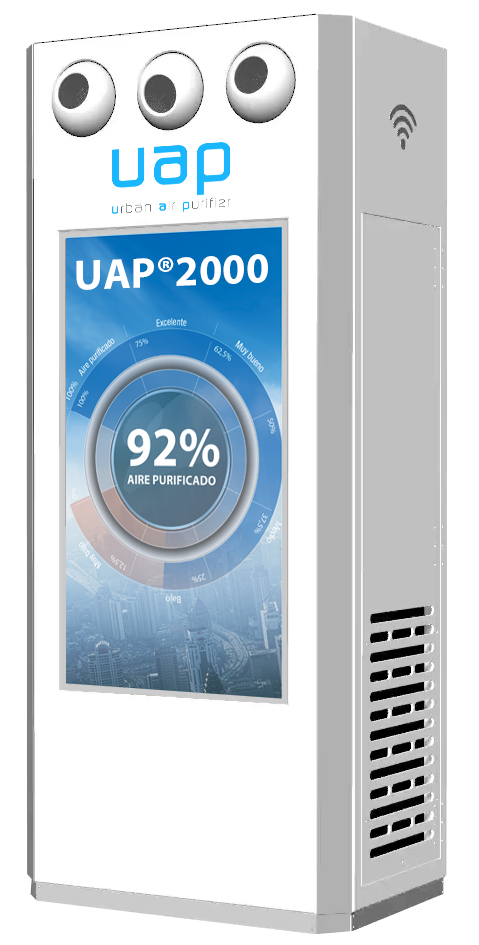 uap
urban air purifier
UAP®2000
Excelente
75%
Muy bueno
62,5%
50%
Medio
37,5%
25%
Bajo
12,5%
Muy bajo
Aire purificado
100%
100%
92%
AIRE PURIFICADO